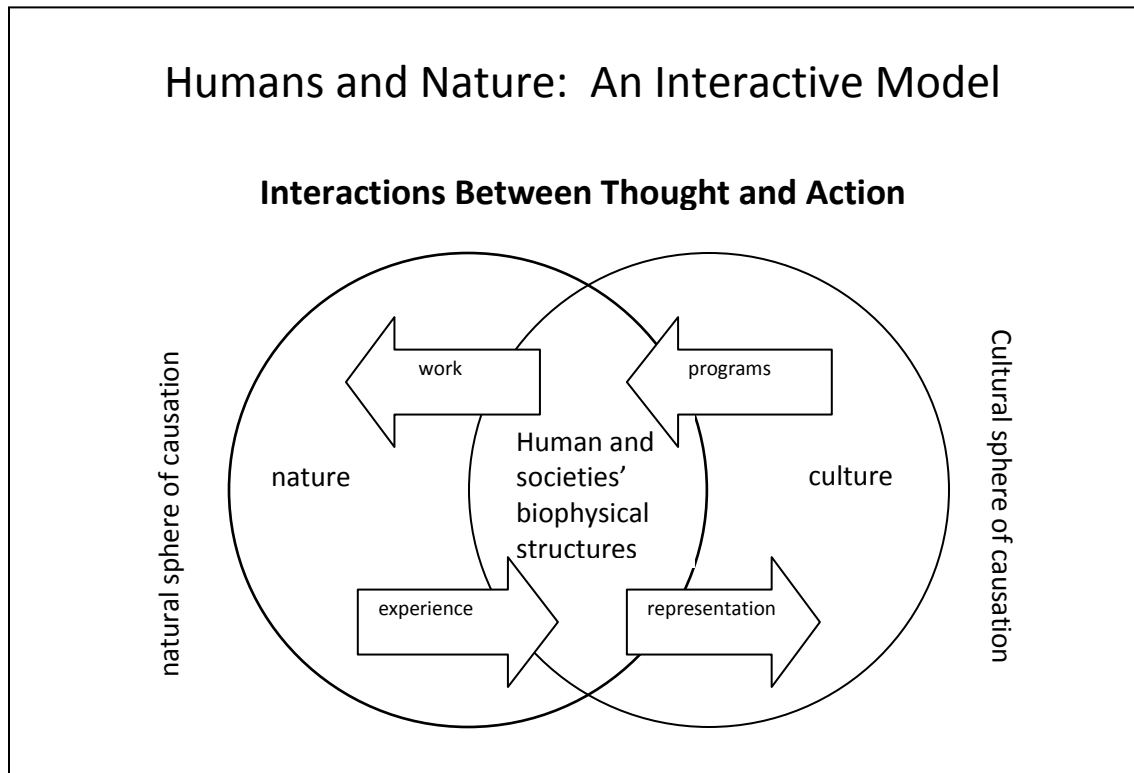 Humans and Nature: An Interactive Model
Interactions Between Thought and Action
natural sphere of causation
work
programs
nature
Human and
societies’
biophysical
structures
culture
experience
representation
Cultural sphere of causation